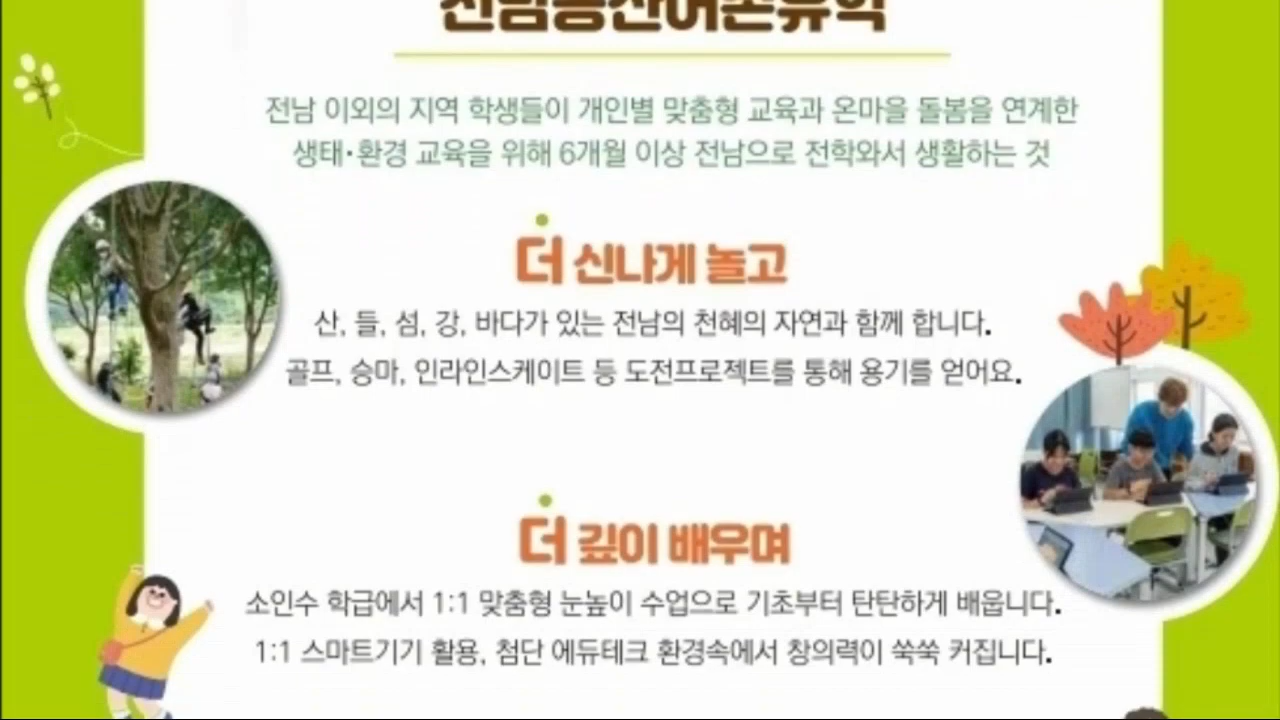 전남농산어촌유학
전남 이외의 지역 학생들이 개인별 맞춤형 교육과 온마을 돌봄을 연계한
생태·환경 교육을 위해 6개월 이상 전남으로 전학와서 생활하는 것
더 신나게 놀고
산, 들, 섬, 강, 바다가 있는 전남의 천혜의 자연과 함께 합니다.
골프, 승마, 인라인스케이트 등 도전프로젝트를 통해 용기를 얻어요.
더 깊이 배우며
소인수 학급에서 1:1 맞춤형 눈높이 수업으로 기초부터 탄탄하게 배웁니다.
1:1 스마트기기 활용, 첨단 에듀테크 환경속에서 창의력이 쑥쑥 커집니다.